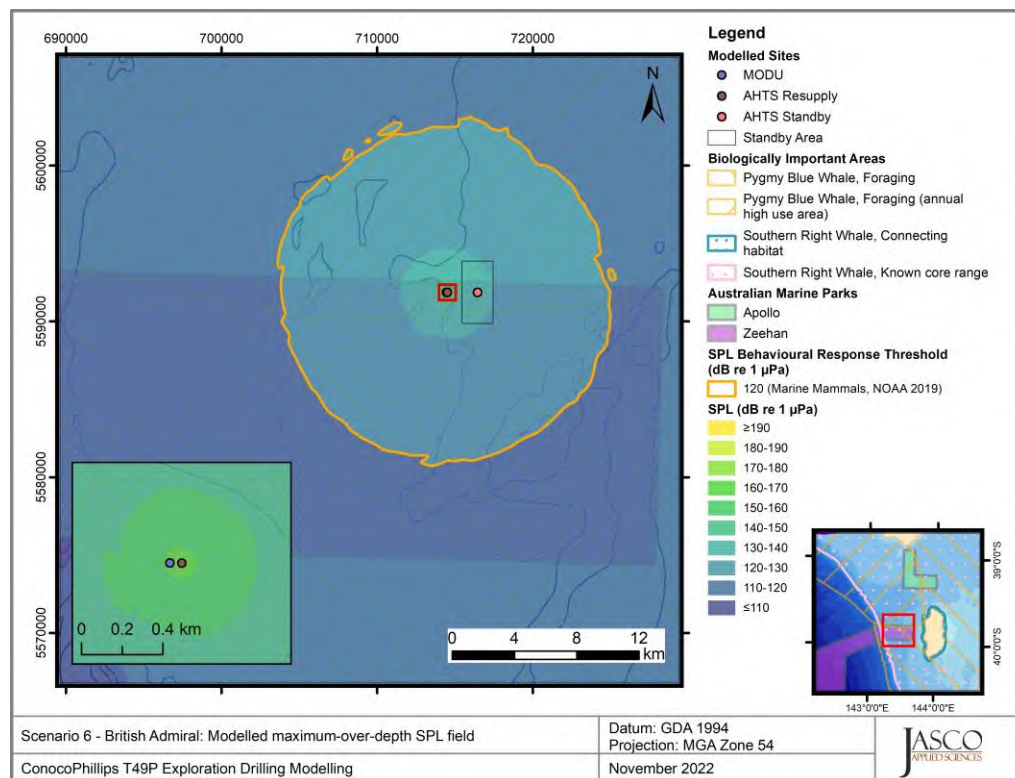 690000
700000
710000
720000
5600000
5590000
5580000
5570000
N
0 0.2 0.4 km
0 4 8 12
km
Legend
Modelled Sites
MODU
AHTS Resupply
AHTS Standby
Standby Area
Biologically Important Areas
Pygmy Blue Whale, Foraging
Pygmy Blue Whale, Foraging (annual
high use area)
Southern Right Whale, Connecting
habitat
Southern Right Whale, Known core range
Australian Marine Parks
Apollo
Zeehan
SPL Behavioural Response Threshold
(dB re 1 µPa)
120 (Marine Mammals, NOAA 2019)
SPL (dB re 1 µPa)
≥190
180-190
170-180
160-170
150-160
140-150
130-140
120-130
110-120
≤110
39°0'0"S
40°0'0"S
143°0'0"E 144°0'0"E
Scenario 6 - British Admiral: Modelled maximum-over-depth SPL field
Datum: GDA 1994
Projection: MGA Zone 54
ConocoPhillips T49P Exploration Drilling Modelling
November 2022
JASCO
APPLIED SCIENCES